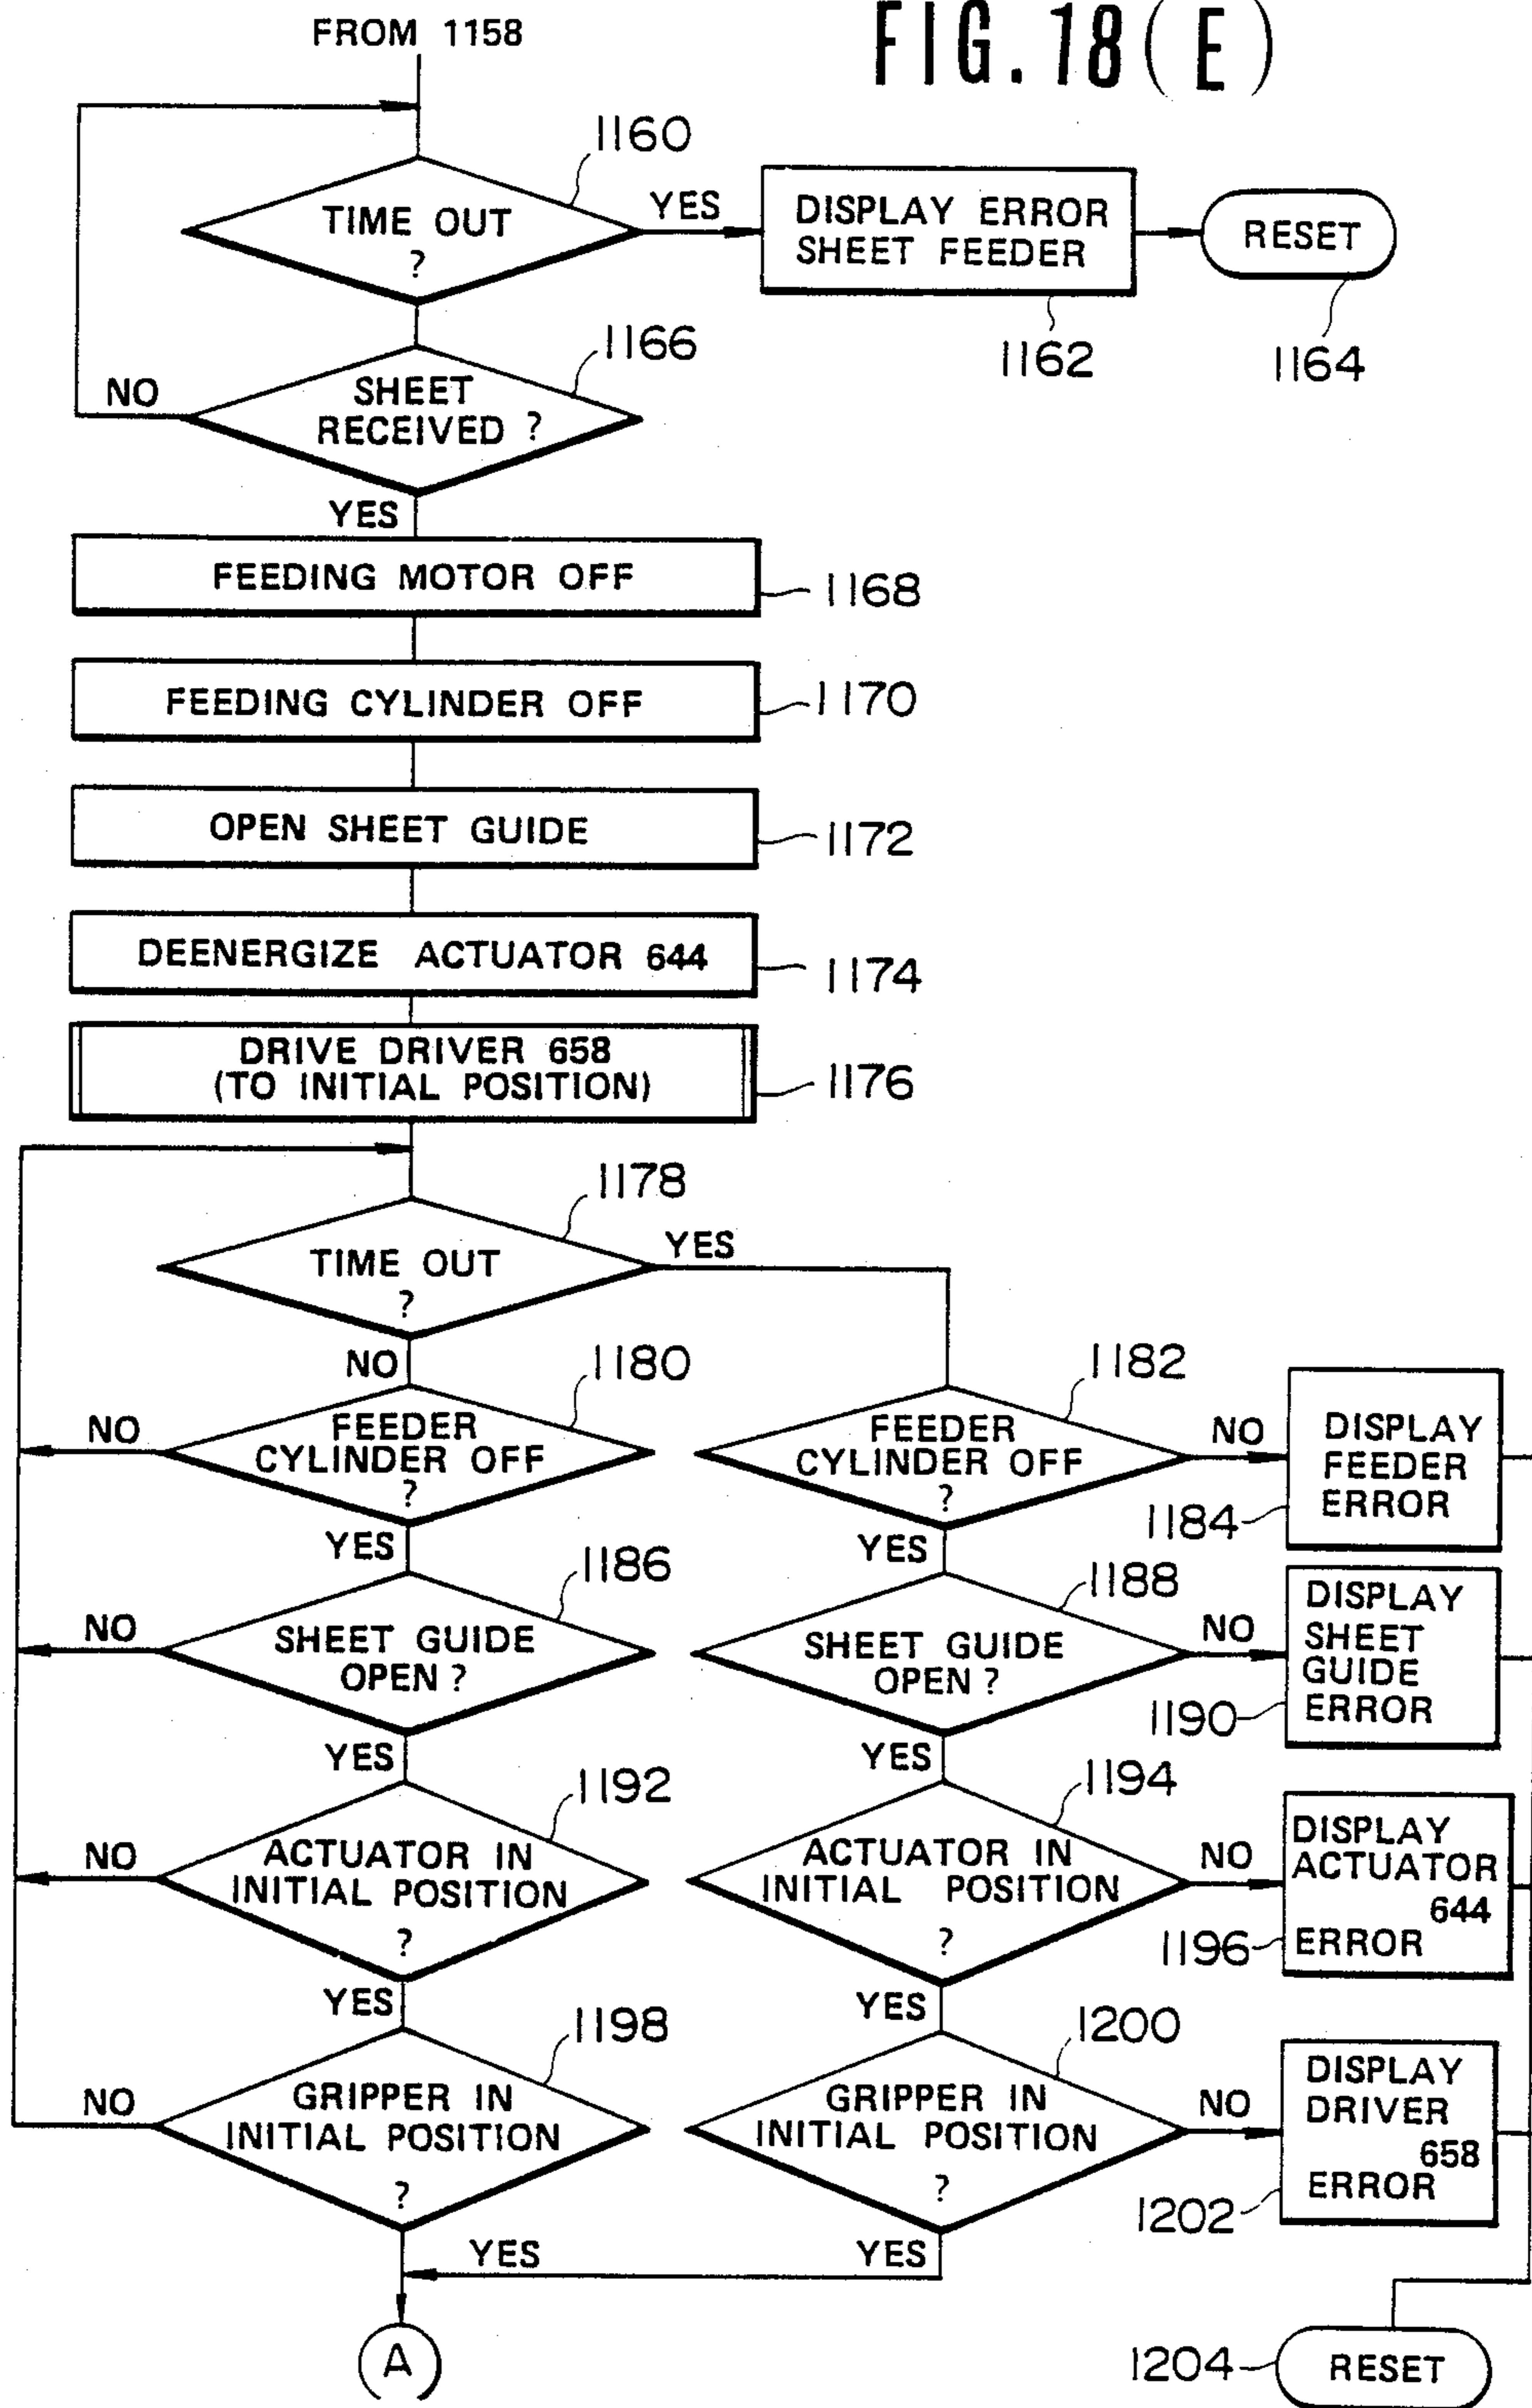 FROM 1158
FIG. 18(E)
1160
TIME OUT
?
YES
DISPLAY ERROR
SHEET FEEDER
RESET
1162
1164
1166
SHEET
RECEIVED ?
NO
YES
FEEDING MOTOR OFF
1168
FEEDING CYLINDER OFF
1170
OPEN SHEET GUIDE
1172
DEENERGIZE ACTUATOR 644
1174
DRIVE DRIVER 658
(TO INITIAL POSITION)
1176
1178
TIME OUT
?
YES
NO
1180
FEEDER
CYLINDER OFF
?
NO
YES
1182
FEEDER
CYLINDER OFF
?
NO
YES
DISPLAY
FEEDER
ERROR
1184
1186
SHEET GUIDE
OPEN ?
NO
YES
1188
SHEET GUIDE
OPEN ?
NO
YES
DISPLAY
SHEET
GUIDE
ERROR
1190
1192
ACTUATOR IN
INITIAL POSITION
?
NO
YES
1194
ACTUATOR IN
INITIAL POSITION
?
NO
YES
DISPLAY
ACTUATOR
644
ERROR
1196
1198
GRIPPER IN
INITIAL POSITION
?
NO
YES
1200
GRIPPER IN
INITIAL POSITION
?
NO
YES
DISPLAY
DRIVER
658
ERROR
1202
A
1204
RESET